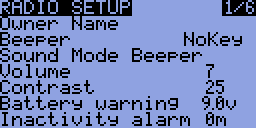 RADIO SETUP 1/6
Owner Name
Beeper NoKey
Sound Mode Beeper
Volume 7
Contrast 25
Battery warning 9.0v
Inactivity alarm 0m